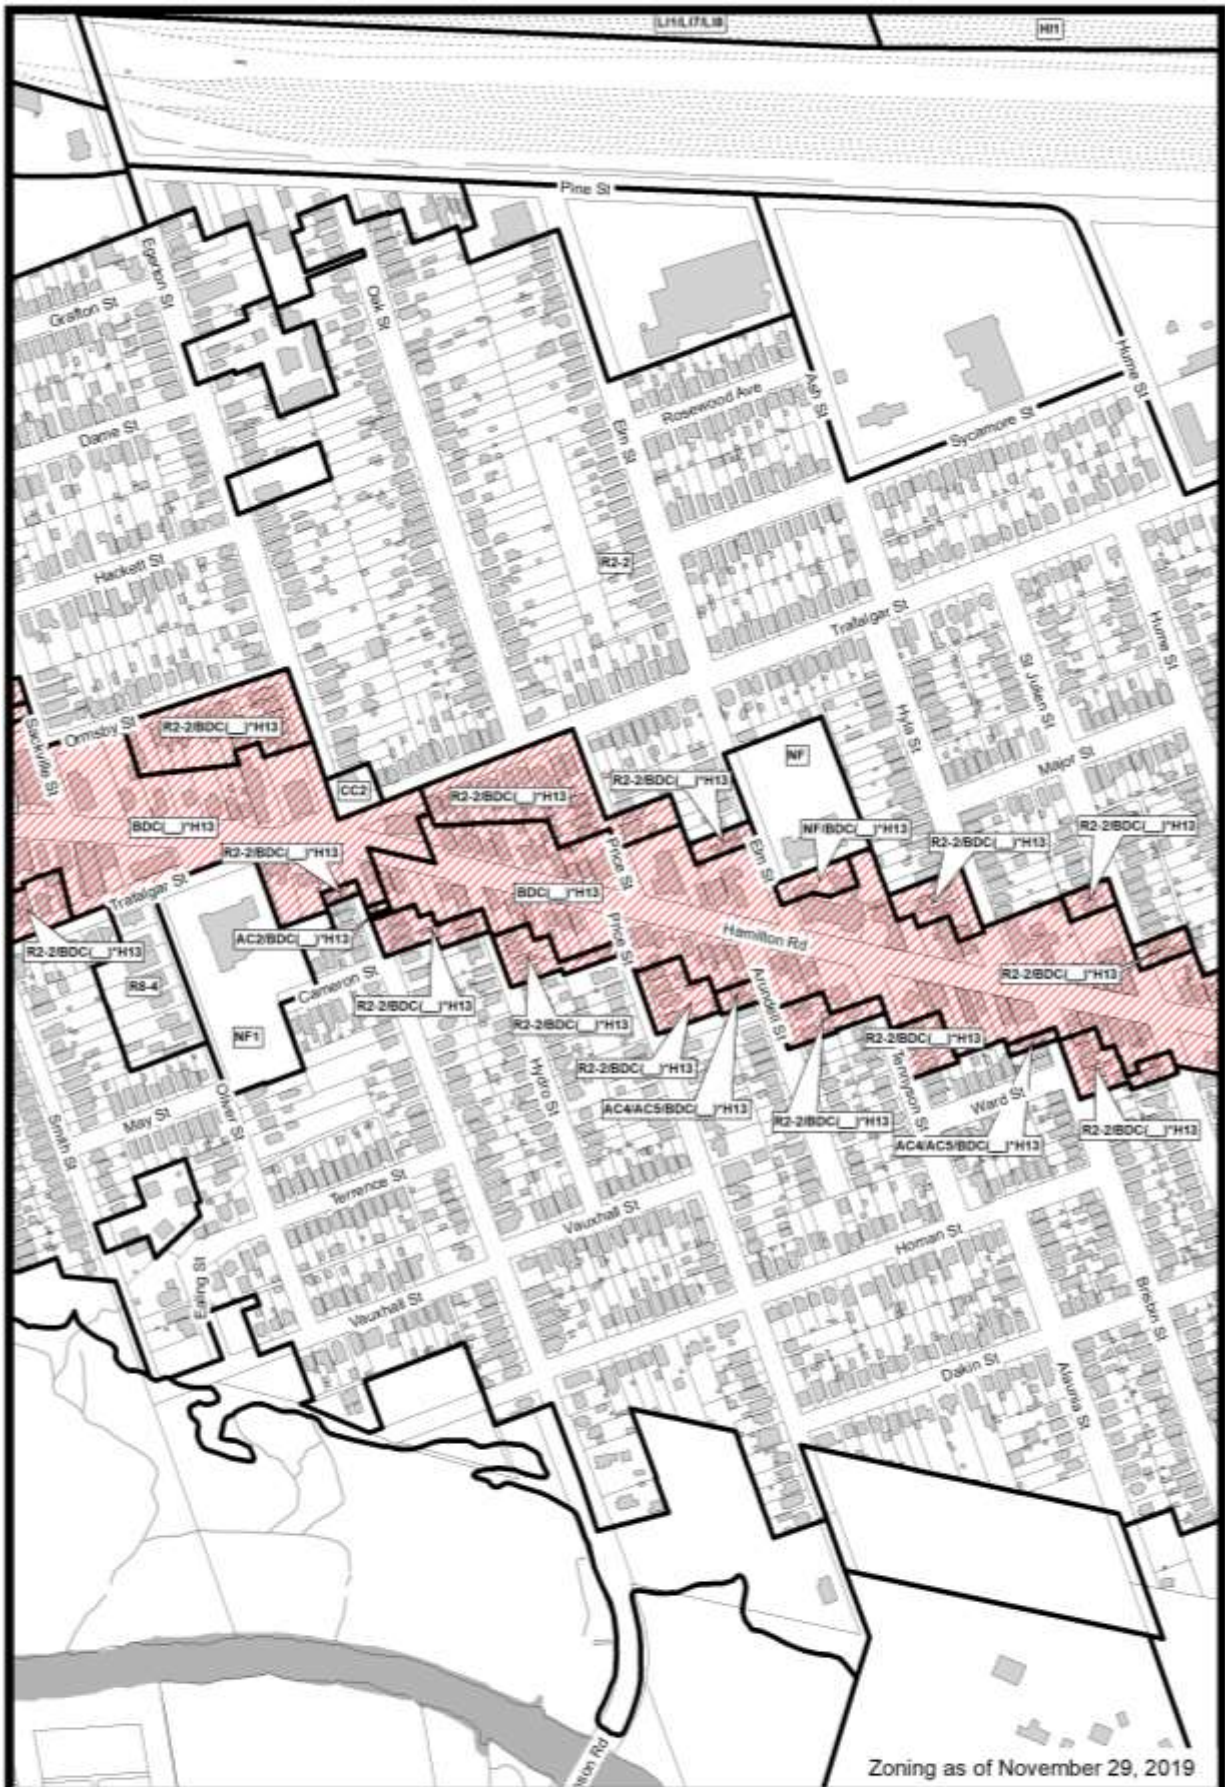 LI1/LI7/LI8
HI1
Pine St
Egerton St
Grafton St
Oak St
Hume St
Ash St
Rosewood Ave
Dame St
Elm St
Sycamore St
Hackett St
R2-2
Trafalgar St
Hume St
St Julien St
Hyla St
Sackville St
Ormsby St
R2-2/BDC(__)*H13
NF
Major St
CC2
R2-2/BDC(__)*H13
R2-2/BDC(__)*H13
BDC(__)*H13
NF/BDC(__)*H13
R2-2/BDC(__)*H13
R2-2/BDC(__)*H13
R2-2/BDC(__)*H13
Price St
Elm St
Trafalgar St
BDC(__)*H13
R2-2/BDC(__)*H13
AC2/BDC(__)*H13
Price St
Hamilton Rd
R2-2/BDC(__)*H13
R8-4
Cameron St
R2-2/BDC(__)*H13
Arundel St
R2-2/BDC(__)*H13
NF1
R2-2/BDC(__)*H13
R2-2/BDC(__)*H13
Tennyson St
Hydro St
AC4/AC5/BDC(__)*H13
Ward St
May St
Oliver St
Smith St
R2-2/BDC(__)*H13
AC4/AC5/BDC(__)*H13
R2-2/BDC(__)*H13
Terrence St
Vauxhall St
Homan St
Ealing St
Vauxhall St
Brisbin St
Dakin St
Alaunia St
Rd
Zoning as of November 29, 2019